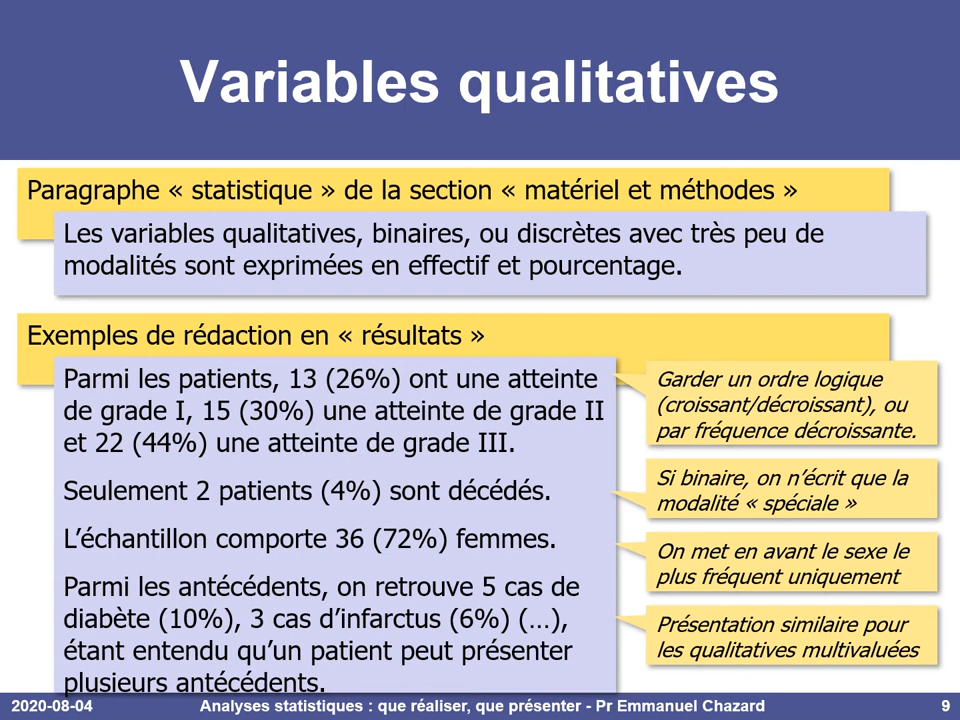 Variables qualitatives
Paragraphe « statistique » de la section « matériel et méthodes »
Les variables qualitatives, binaires, ou discrètes avec très peu de
modalités sont exprimées en effectif et pourcentage.
Exemples de rédaction en « résultats »
Parmi les patients, 13 (26%) ont une atteinte
de grade I, 15 (30%) une atteinte de grade II
et 22 (44%) une atteinte de grade III.
Seulement 2 patients (4%) sont décédés.
L’échantillon comporte 36 (72%) femmes.
Parmi les antécédents, on retrouve 5 cas de
diabète (10%), 3 cas d’infarctus (6%) (…),
étant entendu qu’un patient peut présenter
plusieurs antécédents.
Garder un ordre logique
(croissant/décroissant), ou
par fréquence décroissante.
Si binaire, on n’écrit que la
modalité « spéciale »
On met en avant le sexe le
plus fréquent uniquement
Présentation similaire pour
les qualitatives multivaluées
2020-08-04
Analyses statistiques : que réaliser, que présenter - Pr Emmanuel Chazard
9